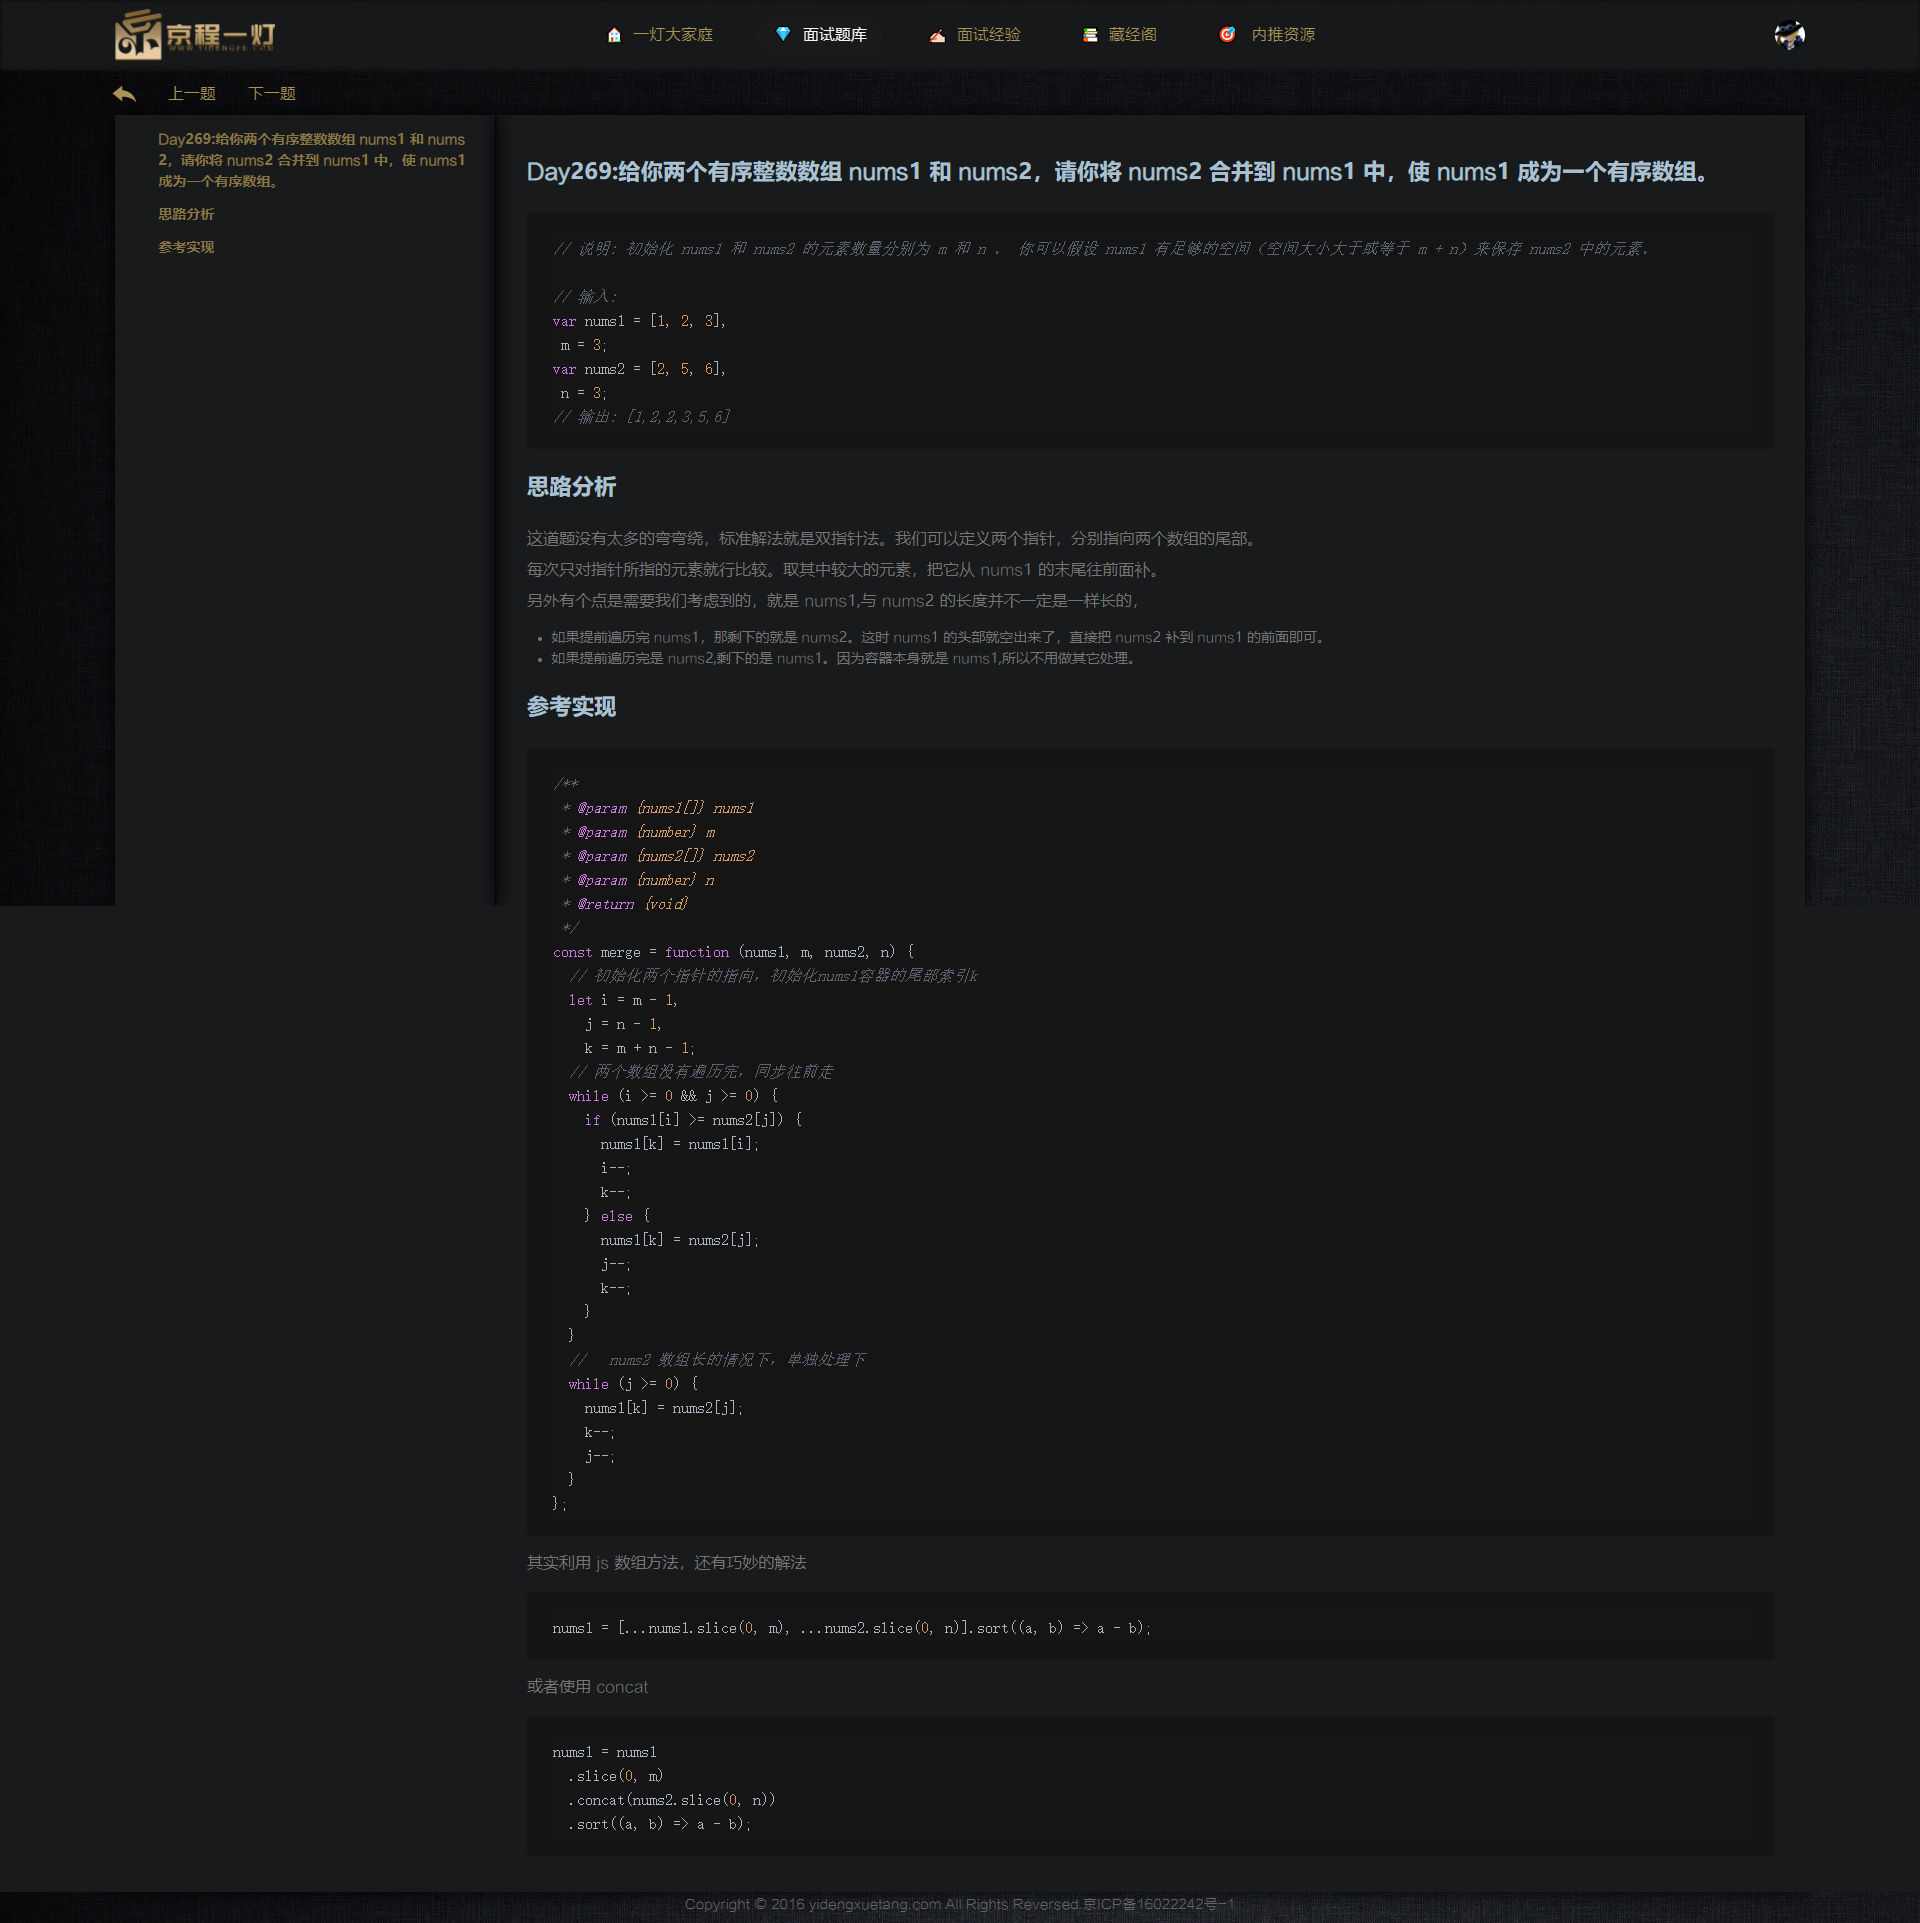 京程一灯
WWW.YIDENGFE.COM
一灯大家庭
面试题库
面试经验
藏经阁
内推资源
上一题
下一题
Day269:给你两个有序整数数组 nums1 和 nums
2，请你将 nums2 合并到 nums1 中，使 nums1
成为一个有序数组。
思路分析
参考实现
Day269:给你两个有序整数数组 nums1 和 nums2，请你将 nums2 合并到 nums1 中，使 nums1 成为一个有序数组。
// 说明: 初始化 nums1 和 nums2 的元素数量分别为 m 和 n 。 你可以假设 nums1 有足够的空间（空间大小大于或等于 m + n）来保存 nums2 中的元素。
// 输入:
var nums1 = [1, 2, 3],
 m = 3;
var nums2 = [2, 5, 6],
 n = 3;
// 输出: [1,2,2,3,5,6]
思路分析
这道题没有太多的弯弯绕，标准解法就是双指针法。我们可以定义两个指针，分别指向两个数组的尾部。
每次只对指针所指的元素就行比较。取其中较大的元素，把它从 nums1 的末尾往前面补。
另外有个点是需要我们考虑到的，就是 nums1,与 nums2 的长度并不一定是一样长的，
• 如果提前遍历完 nums1，那剩下的就是 nums2。这时 nums1 的头部就空出来了，直接把 nums2 补到 nums1 的前面即可。
• 如果提前遍历完是 nums2,剩下的是 nums1。因为容器本身就是 nums1,所以不用做其它处理。
参考实现
/**
 * @param {nums1[]} nums1
 * @param {number} m
 * @param {nums2[]} nums2
 * @param {number} n
 * @return {void}
 */
const merge = function (nums1, m, nums2, n) {
  // 初始化两个指针的指向，初始化nums1容器的尾部索引k
  let i = m - 1,
    j = n - 1,
    k = m + n - 1;
  // 两个数组没有遍历完，同步往前走
  while (i >= 0 && j >= 0) {
    if (nums1[i] >= nums2[j]) {
      nums1[k] = nums1[i];
      i--;
      k--;
    } else {
      nums1[k] = nums2[j];
      j--;
      k--;
    }
  }
  //  nums2 数组长的情况下，单独处理下
  while (j >= 0) {
    nums1[k] = nums2[j];
    k--;
    j--;
  }
};
其实利用 js 数组方法，还有巧妙的解法
nums1 = [...nums1.slice(0, m), ...nums2.slice(0, n)].sort((a, b) => a - b);
或者使用 concat
nums1 = nums1
  .slice(0, m)
  .concat(nums2.slice(0, n))
  .sort((a, b) => a - b);
Copyright © 2016 yidengxuetang.com All Rights Reversed.京ICP备16022242号-1